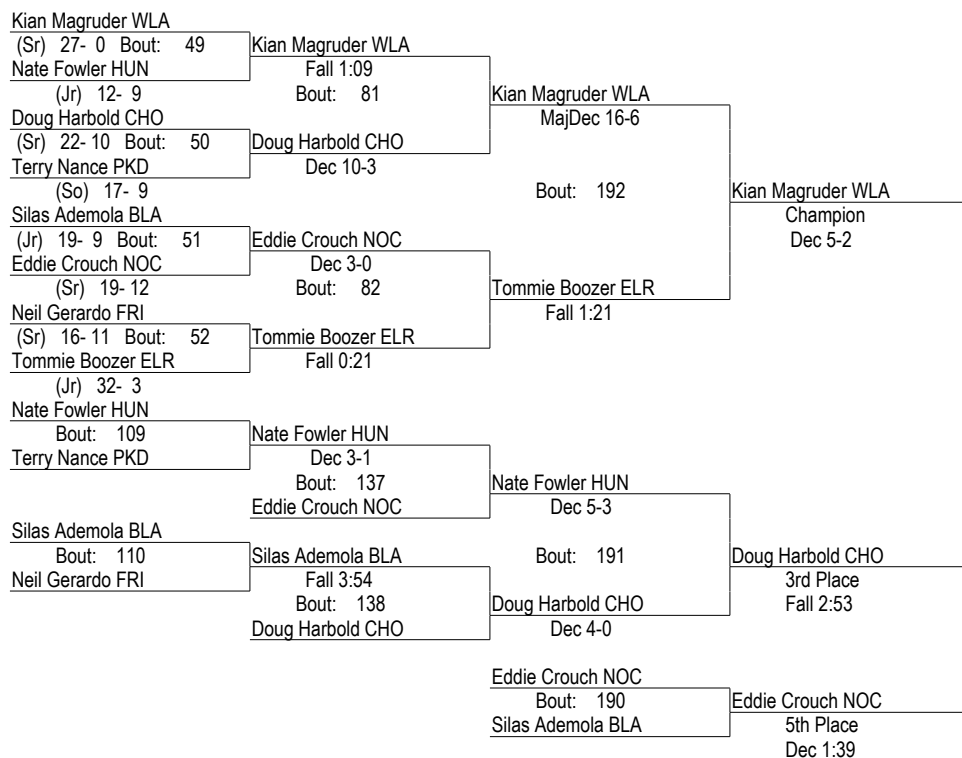 Kian Magruder WLA
(Sr) 27- 0 Bout: 49 Kian Magruder WLA
Nate Fowler HUN Fall 1:09
(Jr) 12- 9 Bout: 81 Kian Magruder WLA
Doug Harbold CHO MajDec 16-6
(Sr) 22- 10 Bout: 50 Doug Harbold CHO
Terry Nance PKD Dec 10-3
(So) 17- 9 Bout: 192 Kian Magruder WLA
Silas Ademola BLA Champion
(Jr) 19- 9 Bout: 51 Eddie Crouch NOC Dec 5-2
Eddie Crouch NOC Dec 3-0
(Sr) 19- 12 Bout: 82 Tommie Boozer ELR
Neil Gerardo FRI Fall 1:21
(Sr) 16- 11 Bout: 52 Tommie Boozer ELR
Tommie Boozer ELR Fall 0:21
(Jr) 32- 3
Nate Fowler HUN
Bout: 109 Nate Fowler HUN
Terry Nance PKD Dec 3-1
Bout: 137 Nate Fowler HUN
Eddie Crouch NOC Dec 5-3
Silas Ademola BLA
Bout: 110 Silas Ademola BLA Bout: 191 Doug Harbold CHO
Neil Gerardo FRI Fall 3:54 3rd Place
Bout: 138 Doug Harbold CHO Fall 2:53
Doug Harbold CHO Dec 4-0
Eddie Crouch NOC
Bout: 190 Eddie Crouch NOC
Silas Ademola BLA 5th Place
Dec 1:39